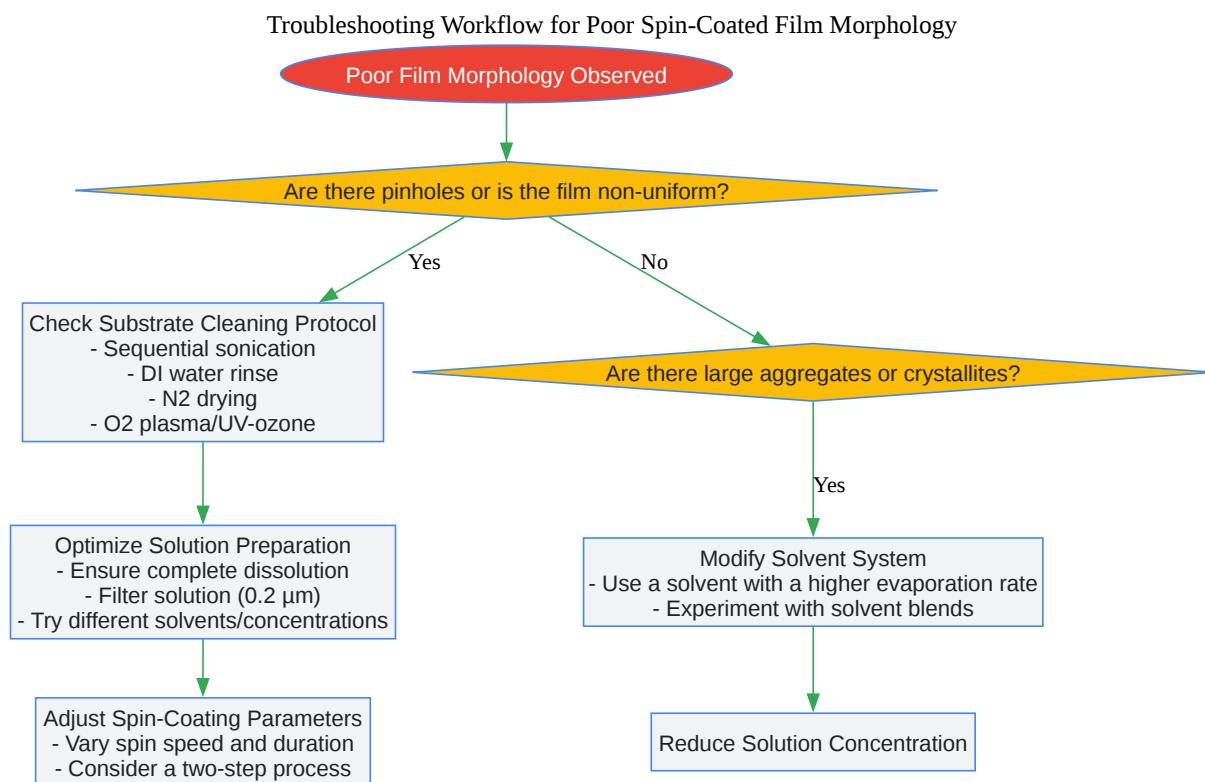 Troubleshooting Workflow for Poor Spin-Coated Film Morphology
Poor Film Morphology Observed
Are there pinholes or is the film non-uniform?
Yes
No
Check Substrate Cleaning Protocol
- Sequential sonication
- DI water rinse
- N2 drying
- O2 plasma/UV-ozone
Are there large aggregates or crystallites?
Yes
Optimize Solution Preparation
- Ensure complete dissolution
- Filter solution (0.2 µm)
- Try different solvents/concentrations
Modify Solvent System
- Use a solvent with a higher evaporation rate
- Experiment with solvent blends
Adjust Spin-Coating Parameters
- Vary spin speed and duration
- Consider a two-step process
Reduce Solution Concentration